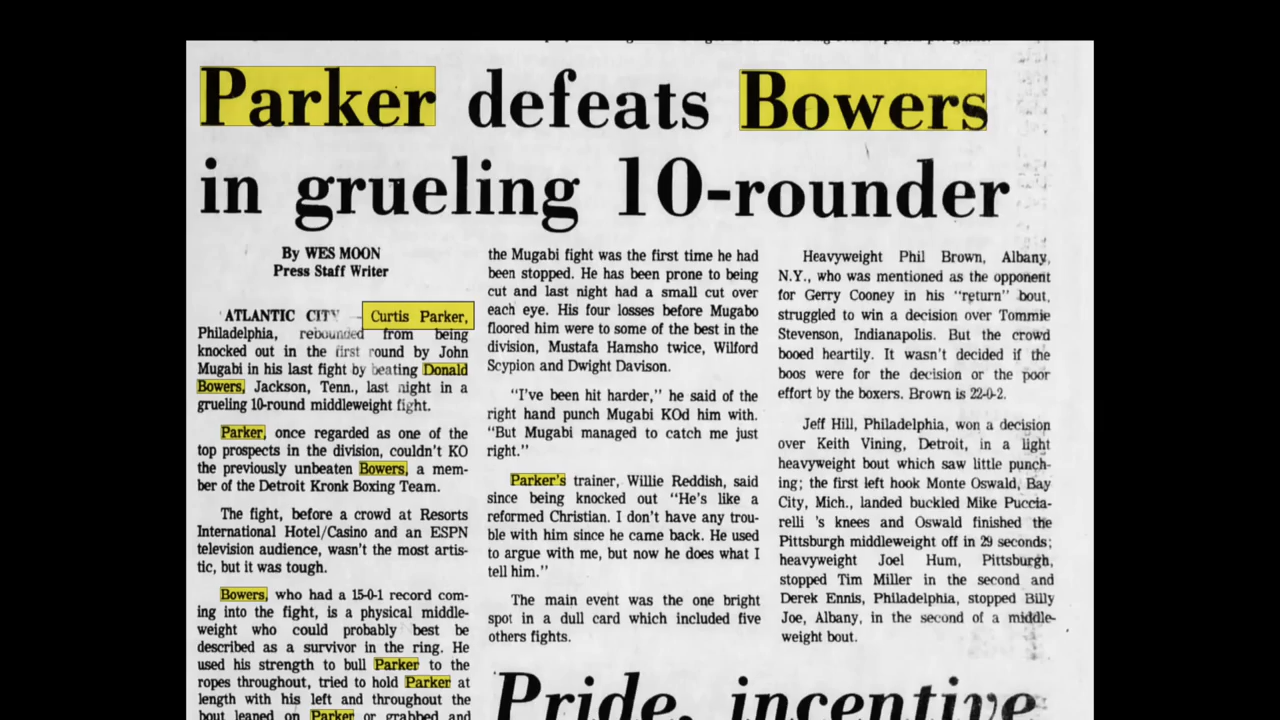 Parker defeats Bowers
in grueling 10-rounder
By WES MOON
Press Staff Writer
ATLANTIC CITY — Curtis Parker,
Philadelphia, rebounded from being
knocked out in the first round by John
Mugabi in his last fight by beating Donald
Bowers, Jackson, Tenn., last night in a
grueling 10-round middleweight fight.
Parker, once regarded as one of the
top prospects in the division, couldn't KO
the previously unbeaten Bowers, a mem-
ber of the Detroit Kronk Boxing Team.
The fight, before a crowd at Resorts
International Hotel/Casino and an ESPN
television audience, wasn't the most artis-
tic, but it was tough.
Bowers, who had a 15-0-1 record com-
ing into the fight, is a physical middle-
weight who could probably best be
described as a survivor in the ring. He
used his strength to bull Parker to the
ropes throughout, tried to hold Parker at
length with his left and throughout the
bout leaned on Parker or grabbed and
the Mugabi fight was the first time he had
been stopped. He has been prone to being
cut and last night had a small cut over
each eye. His four losses before Mugabo
floored him were to some of the best in the
division, Mustafa Hamsho twice, Wilford
Scypion and Dwight Davison.
"I've been hit harder," he said of the
right hand punch Mugabi KOd him with.
"But Mugabi managed to catch me just
right."
Parker's trainer, Willie Reddish, said
since being knocked out "He's like a
reformed Christian. I don't have any trou-
ble with him since he came back. He used
to argue with me, but now he does what I
tell him."
The main event was the one bright
spot in a dull card which included five
others fights.
Heavyweight Phil Brown, Albany,
N.Y., who was mentioned as the opponent
for Gerry Cooney in his "return" bout,
struggled to win a decision over Tommie
Stevenson, Indianapolis. But the crowd
booed heartily. It wasn't decided if the
boos were for the decision or the poor
effort by the boxers. Brown is 22-0-2.
Jeff Hill, Philadelphia, won a decision
over Keith Vining, Detroit, in a light
heavyweight bout which saw little punch-
ing; the first left hook Monte Oswald, Bay
City, Mich., landed buckled Mike Puccia-
relli 's knees and Oswald finished the
Pittsburgh middleweight off in 29 seconds;
heavyweight Joel Hum, Pittsburgh,
stopped Tim Miller in the second and
Derek Ennis, Philadelphia, stopped Billy
Joe, Albany, in the second of a middle-
weight bout.
Pride, incentive